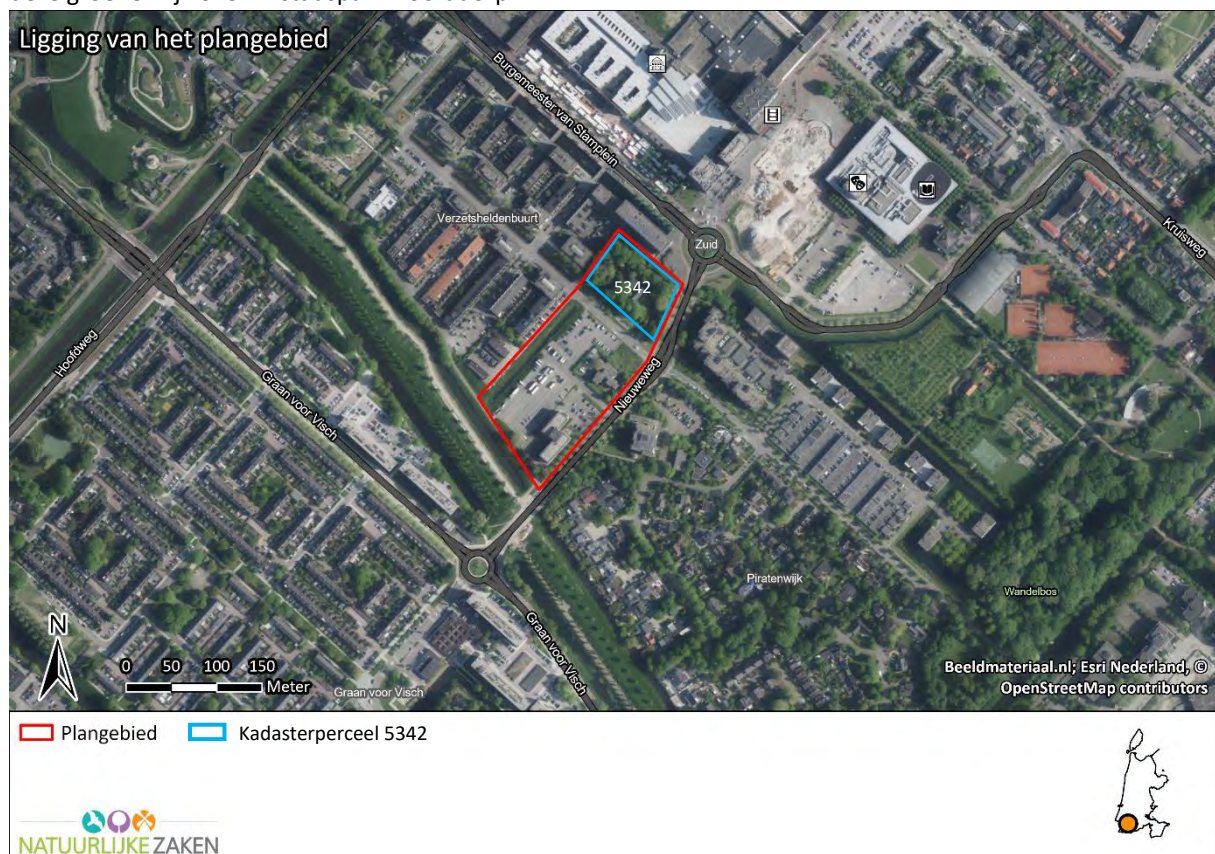 Ligging van het plangebied
Burgemeester van Stamplein
Verzetsheldenbuurt
Zuid
Kruisweg
5342
Hoofdweg
Graan voor Visch
Nieuweweg
Piratenwijk
Wandelbos
N
0 50 100 150
Meter
Graan voor Visch
Graan voor Visch
Beeldmateriaal.nl; Esri Nederland, ©
OpenStreetMap contributors
Plangebied
Kadasterperceel 5342
NATUURLIJKE ZAKEN